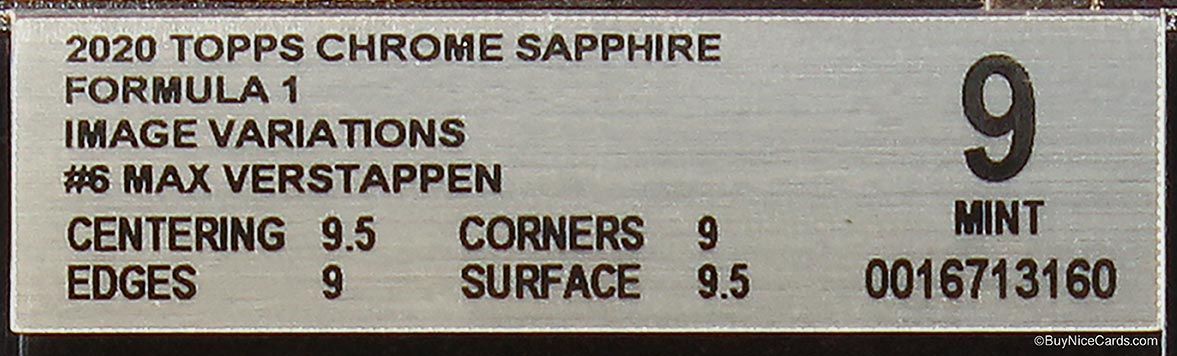 2020 TOPPS CHROME SAPPHIRE
FORMULA 1
IMAGE VARIATIONS
#6 MAX VERSTAPPEN
CENTERING 9.5 CORNERS 9
EDGES 9 SURFACE 9.5
9
MINT
0016713160
©BuyNiceCards.com